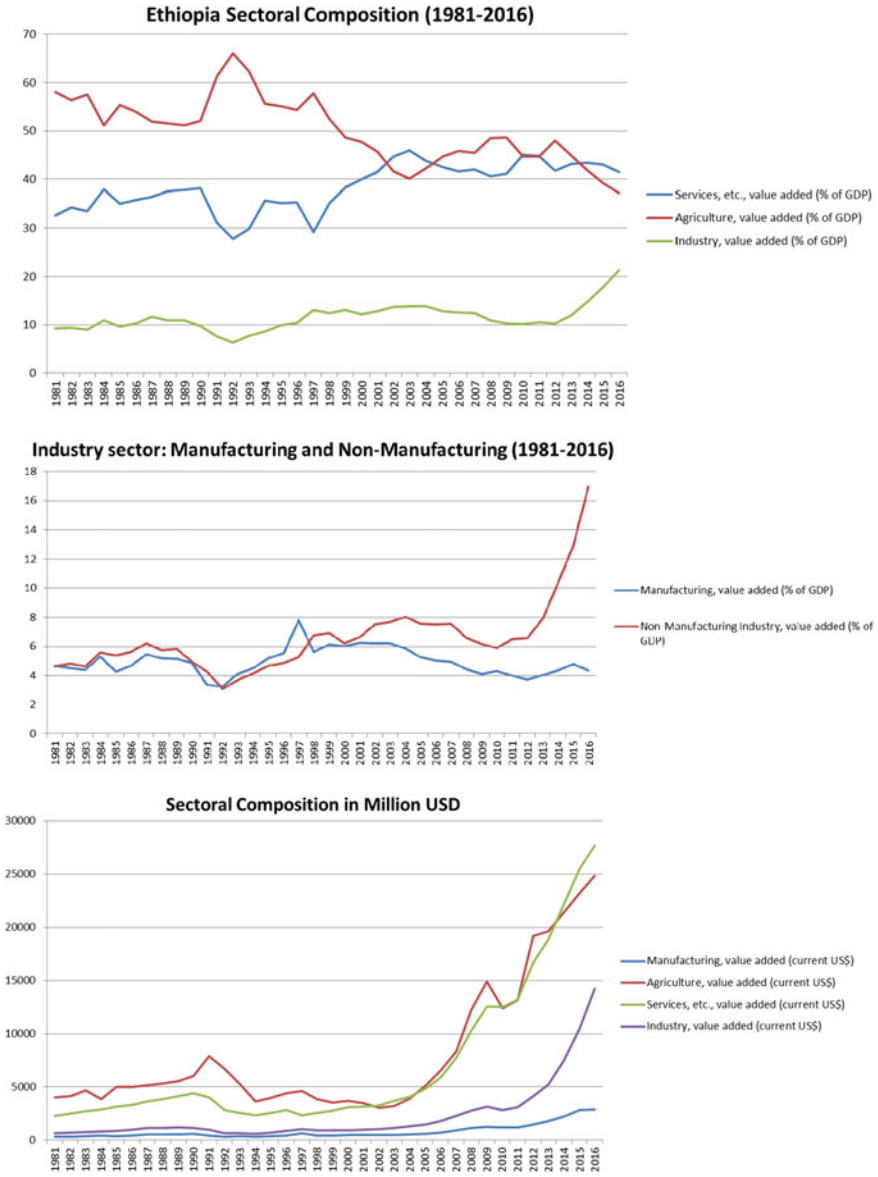 Ethiopia Sectoral Composition (1981-2016)
70
60
50
40
30
20
10
0
1981 1982 1983 1984 1985 1986 1987 1988 1989 1990 1991 1992 1993 1994 1995 1996 1997 1998 1999 2000 2001 2002 2003 2004 2005 2006 2007 2008 2009 2010 2011 2012 2013 2014 2015 2016
Services, etc., value added (% of GDP)
Agriculture, value added (% of GDP)
Industry, value added (% of GDP)
Industry sector: Manufacturing and Non-Manufacturing (1981-2016)
18
16
14
12
10
8
6
4
2
0
1981 1982 1983 1984 1985 1986 1987 1988 1989 1990 1991 1992 1993 1994 1995 1996 1997 1998 1999 2000 2001 2002 2003 2004 2005 2006 2007 2008 2009 2010 2011 2012 2013 2014 2015 2016
Manufacturing, value added (% of GDP)
Non Manufacturing Industry, value added (% of
GDP)
Sectoral Composition in Million USD
30000
25000
20000
15000
10000
5000
0
1981 1982 1983 1984 1985 1986 1987 1988 1989 1990 1991 1992 1993 1994 1995 1996 1997 1998 1999 2000 2001 2002 2003 2004 2005 2006 2007 2008 2009 2010 2011 2012 2013 2014 2015 2016
Manufacturing, value added (current US$)
Agriculture, value added (current US$)
Services, etc., value added (current US$)
Industry, value added (current US$)